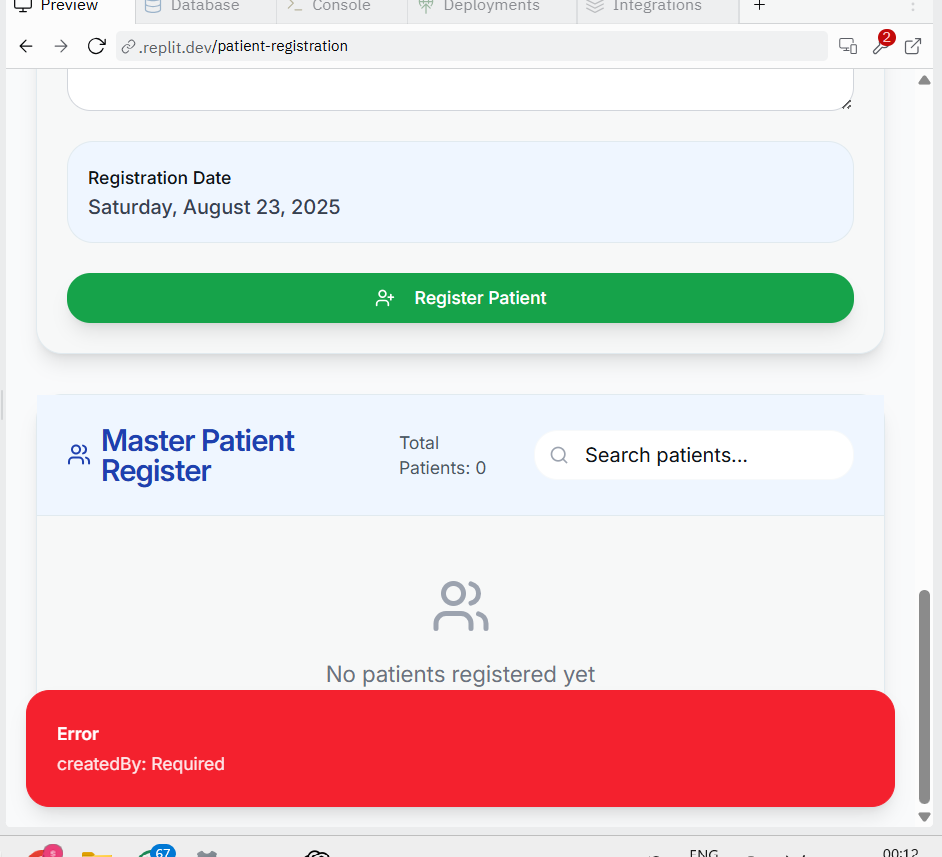 Preview
Database
Console
Deployments
Integrations
+
.replit.dev/patient-registration
2
Registration Date
Saturday, August 23, 2025
Register Patient
Master Patient
Register
Total
Patients: 0
Search patients...
No patients registered yet
Error
createdBy: Required
s
67
ENG
00:12